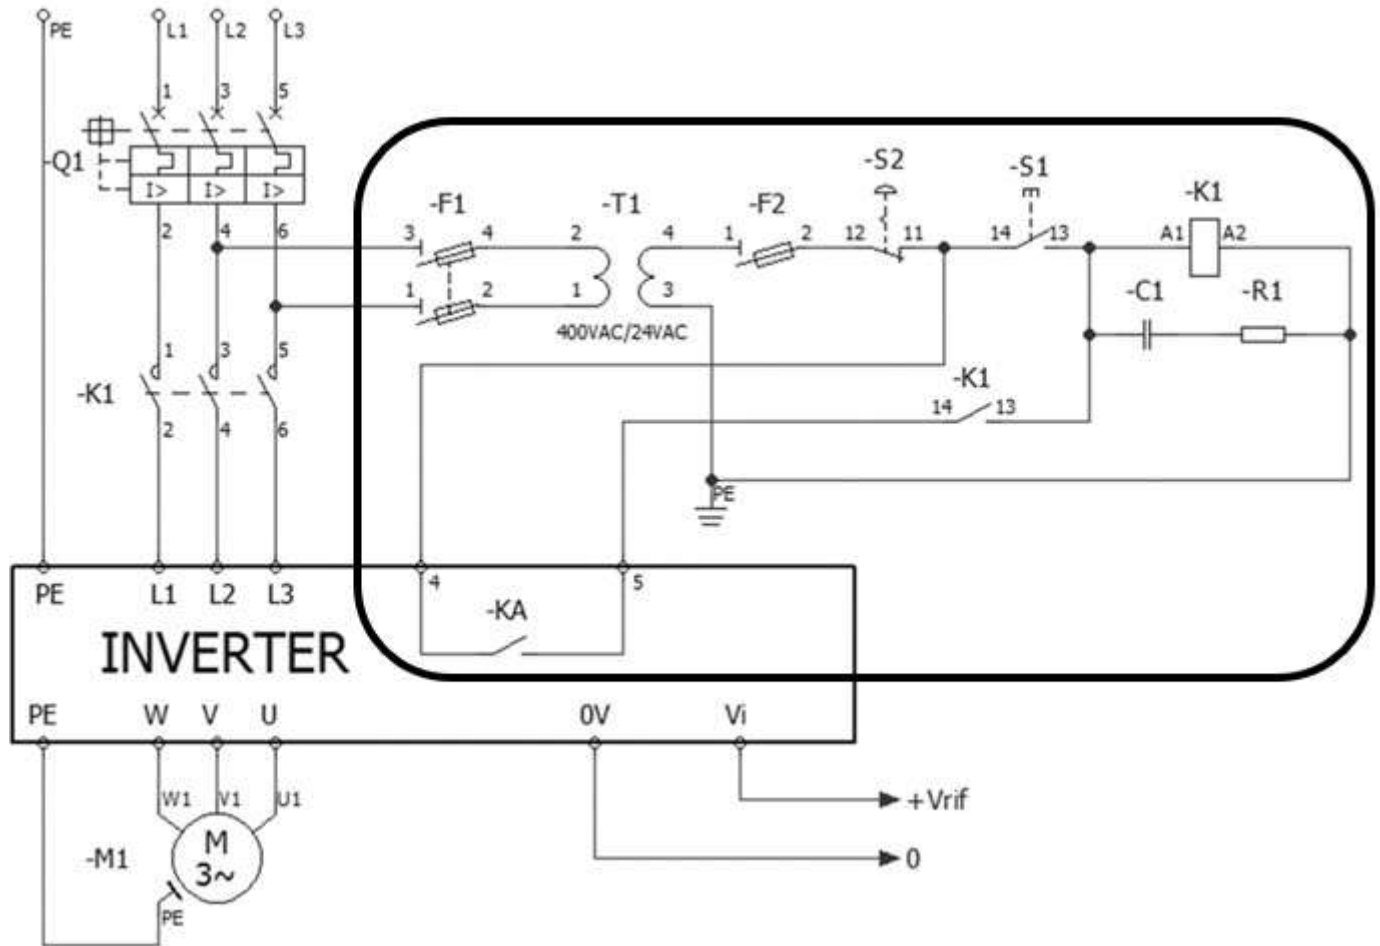 PE L1 L2 L3
1 3 5
-Q1
I> I> I>
2 4 6
-F1 -T1 -F2 -S2 -S1 -K1
3 4 2 4 1 2 12 11 14 13 A1 A2
1 2 1 3
400VAC/24VAC
-C1 -R1
1 3 5
-K1
2 4 6
-K1
14 13
PE
4 5
PE L1 L2 L3
-KA
INVERTER
PE W V U 0V Vi
W1 V1 U1
+Vrif
-M1
M
3~
0
PE